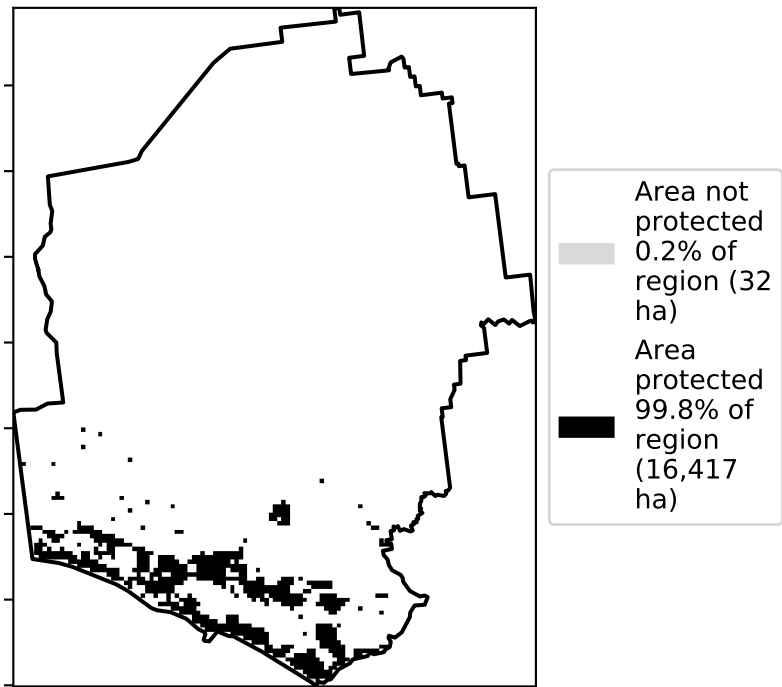 Area not
protected
0.2% of
region (32
ha)
Area
protected
99.8% of
region
(16,417
ha)